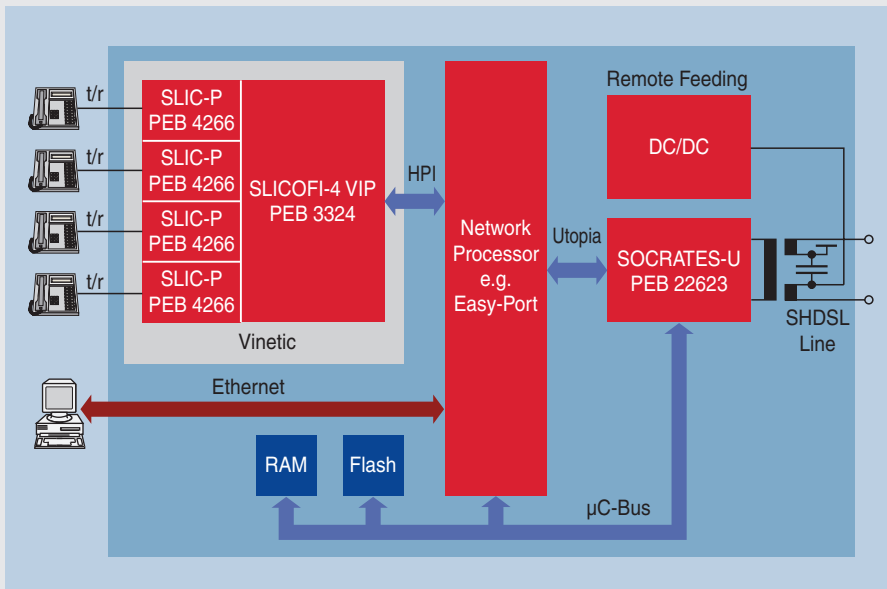 t/r
SLIC-P
PEB 4266
t/r
SLIC-P
PEB 4266
t/r
SLIC-P
PEB 4266
t/r
SLIC-P
PEB 4266
SLICOFI-4 VIP
PEB 3324
Vinetic
HPI
Network
Processor
e.g.
Easy-Port
Utopia
Remote Feeding
DC/DC
SOCRATES-U
PEB 22623
SHDSL
Line
Ethernet
RAM
Flash
µC-Bus